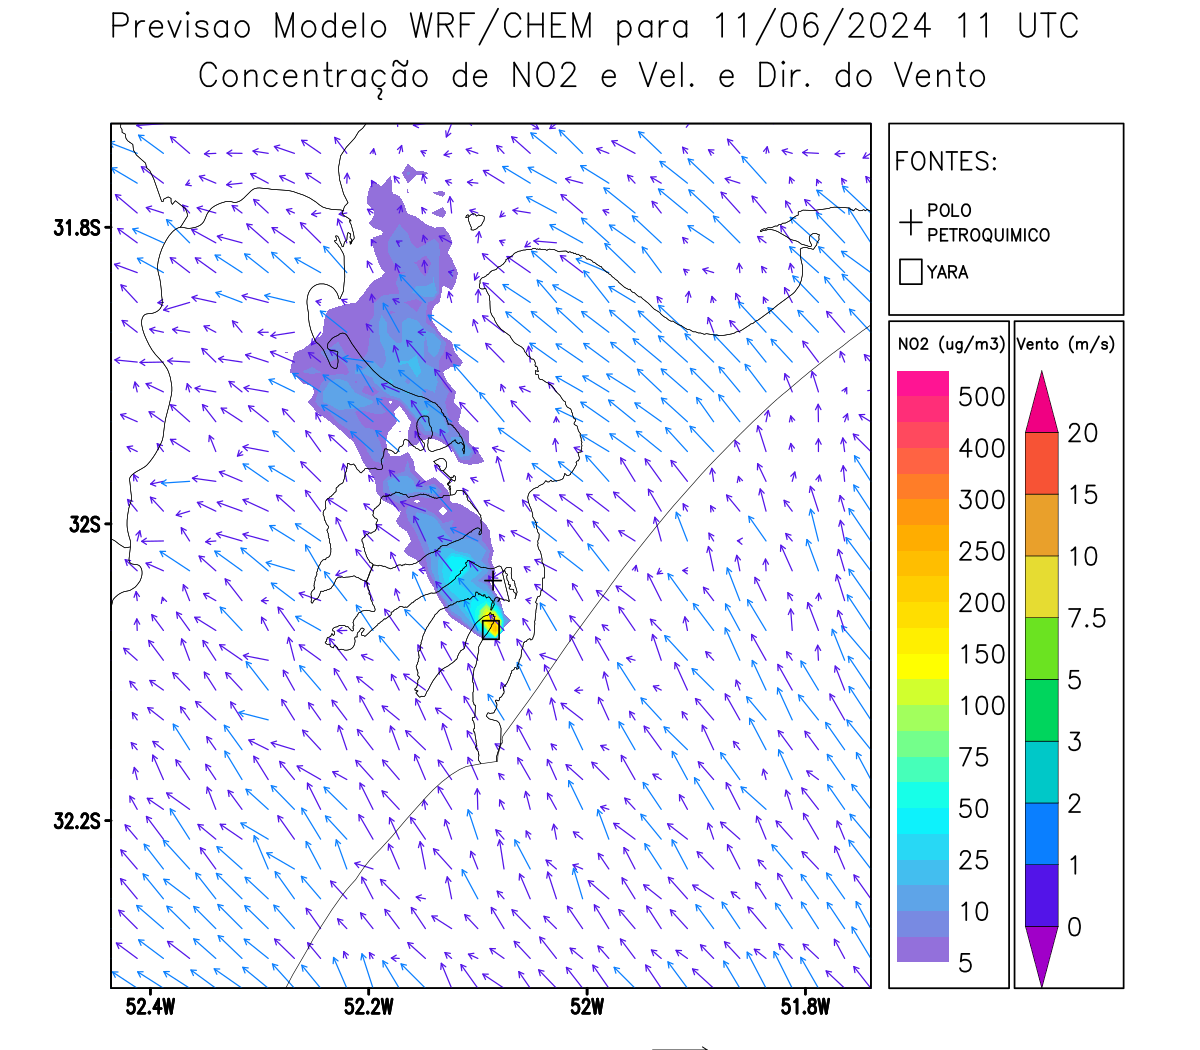 Previsao Modelo WRF/CHEM para 11/06/2024 11 UTC
Concentração de NO2 e Vel. e Dir. do Vento
FONTES:
POLO
PETROQUIMICO
YARA
NO2 (ug/m3)
500
400
300
250
200
150
100
75
50
25
10
5
Vento (m/s)
20
15
10
7.5
5
3
2
1
0
31.8S
32S
32.2S
52.4W
52.2W
52W
51.8W